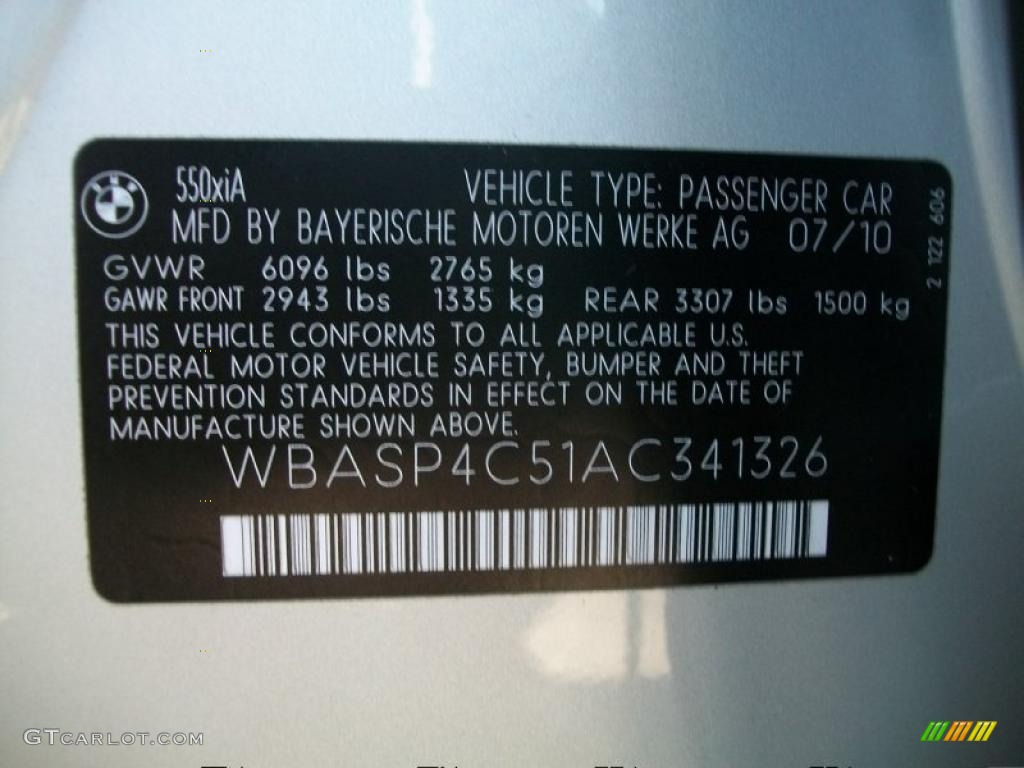 550xiA VEHICLE TYPE: PASSENGER CAR
MFD BY BAYERISCHE MOTOREN WERKE AG 07/10
GVWR 6096 lbs 2765 kg
GAWR FRONT 2943 lbs 1335 kg REAR 3307 lbs 1500 kg
THIS VEHICLE CONFORMS TO ALL APPLICABLE U.S.
FEDERAL MOTOR VEHICLE SAFETY, BUMPER AND THEFT
PREVENTION STANDARDS IN EFFECT ON THE DATE OF
MANUFACTURE SHOWN ABOVE.
WBASP4C51AC341326
2 122 606
GTCARLOT.COM